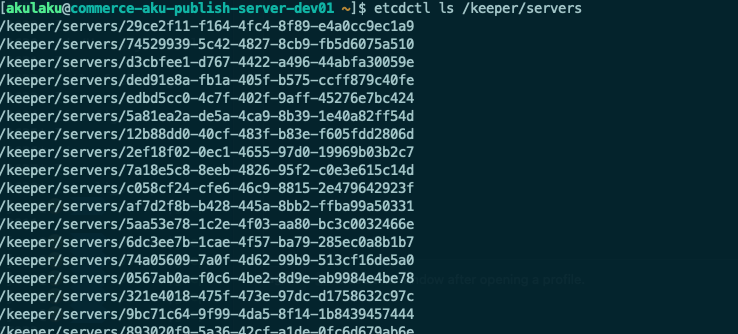 [akulaku@commerce-aku-publish-server-dev01 ~]$ etcdctl ls /keeper/servers
/keeper/servers/29ce2f11-f164-4fc4-8f89-e4a0cc9ec1a9
/keeper/servers/74529939-5c42-4827-8cb9-fb5d6075a510
/keeper/servers/d3cbfee1-d767-4422-a496-44abfa30059e
/keeper/servers/ded91e8a-fb1a-405f-b575-ccff879c40fe
/keeper/servers/edbd5cc0-4c7f-402f-9aff-45276e7bc424
/keeper/servers/5a81ea2a-de5a-4ca9-8b39-1e40a82ff54d
/keeper/servers/12b88dd0-40cf-483f-b83e-f605fdd2806d
/keeper/servers/2ef18f02-0ec1-4655-97d0-19969b03b2c7
/keeper/servers/7a18e5c8-8eeb-4826-95f2-c0e3e615c14d
/keeper/servers/c058cf24-cfe6-46c9-8815-2e479642923f
/keeper/servers/af7d2f8b-b428-445a-8bb2-ffba99a50331
/keeper/servers/5aa53e78-1c2e-4f03-aa80-bc3c0032466e
/keeper/servers/6dc3ee7b-1cae-4f57-ba79-285ec0a8b1b7
/keeper/servers/74a05609-7a0f-4d62-99b9-513cf16de5a0
/keeper/servers/0567ab0a-f0c6-4be2-8d9e-ab9984e4be78 dow after opening a profile.
/keeper/servers/321e4018-475f-473e-97dc-d1758632c97c
/keeper/servers/9bc71c64-9f99-4da5-8f14-1b8439457444
/keeper/servers/893020f9-5a36-42cf-a1de-0fc6d679ab6e